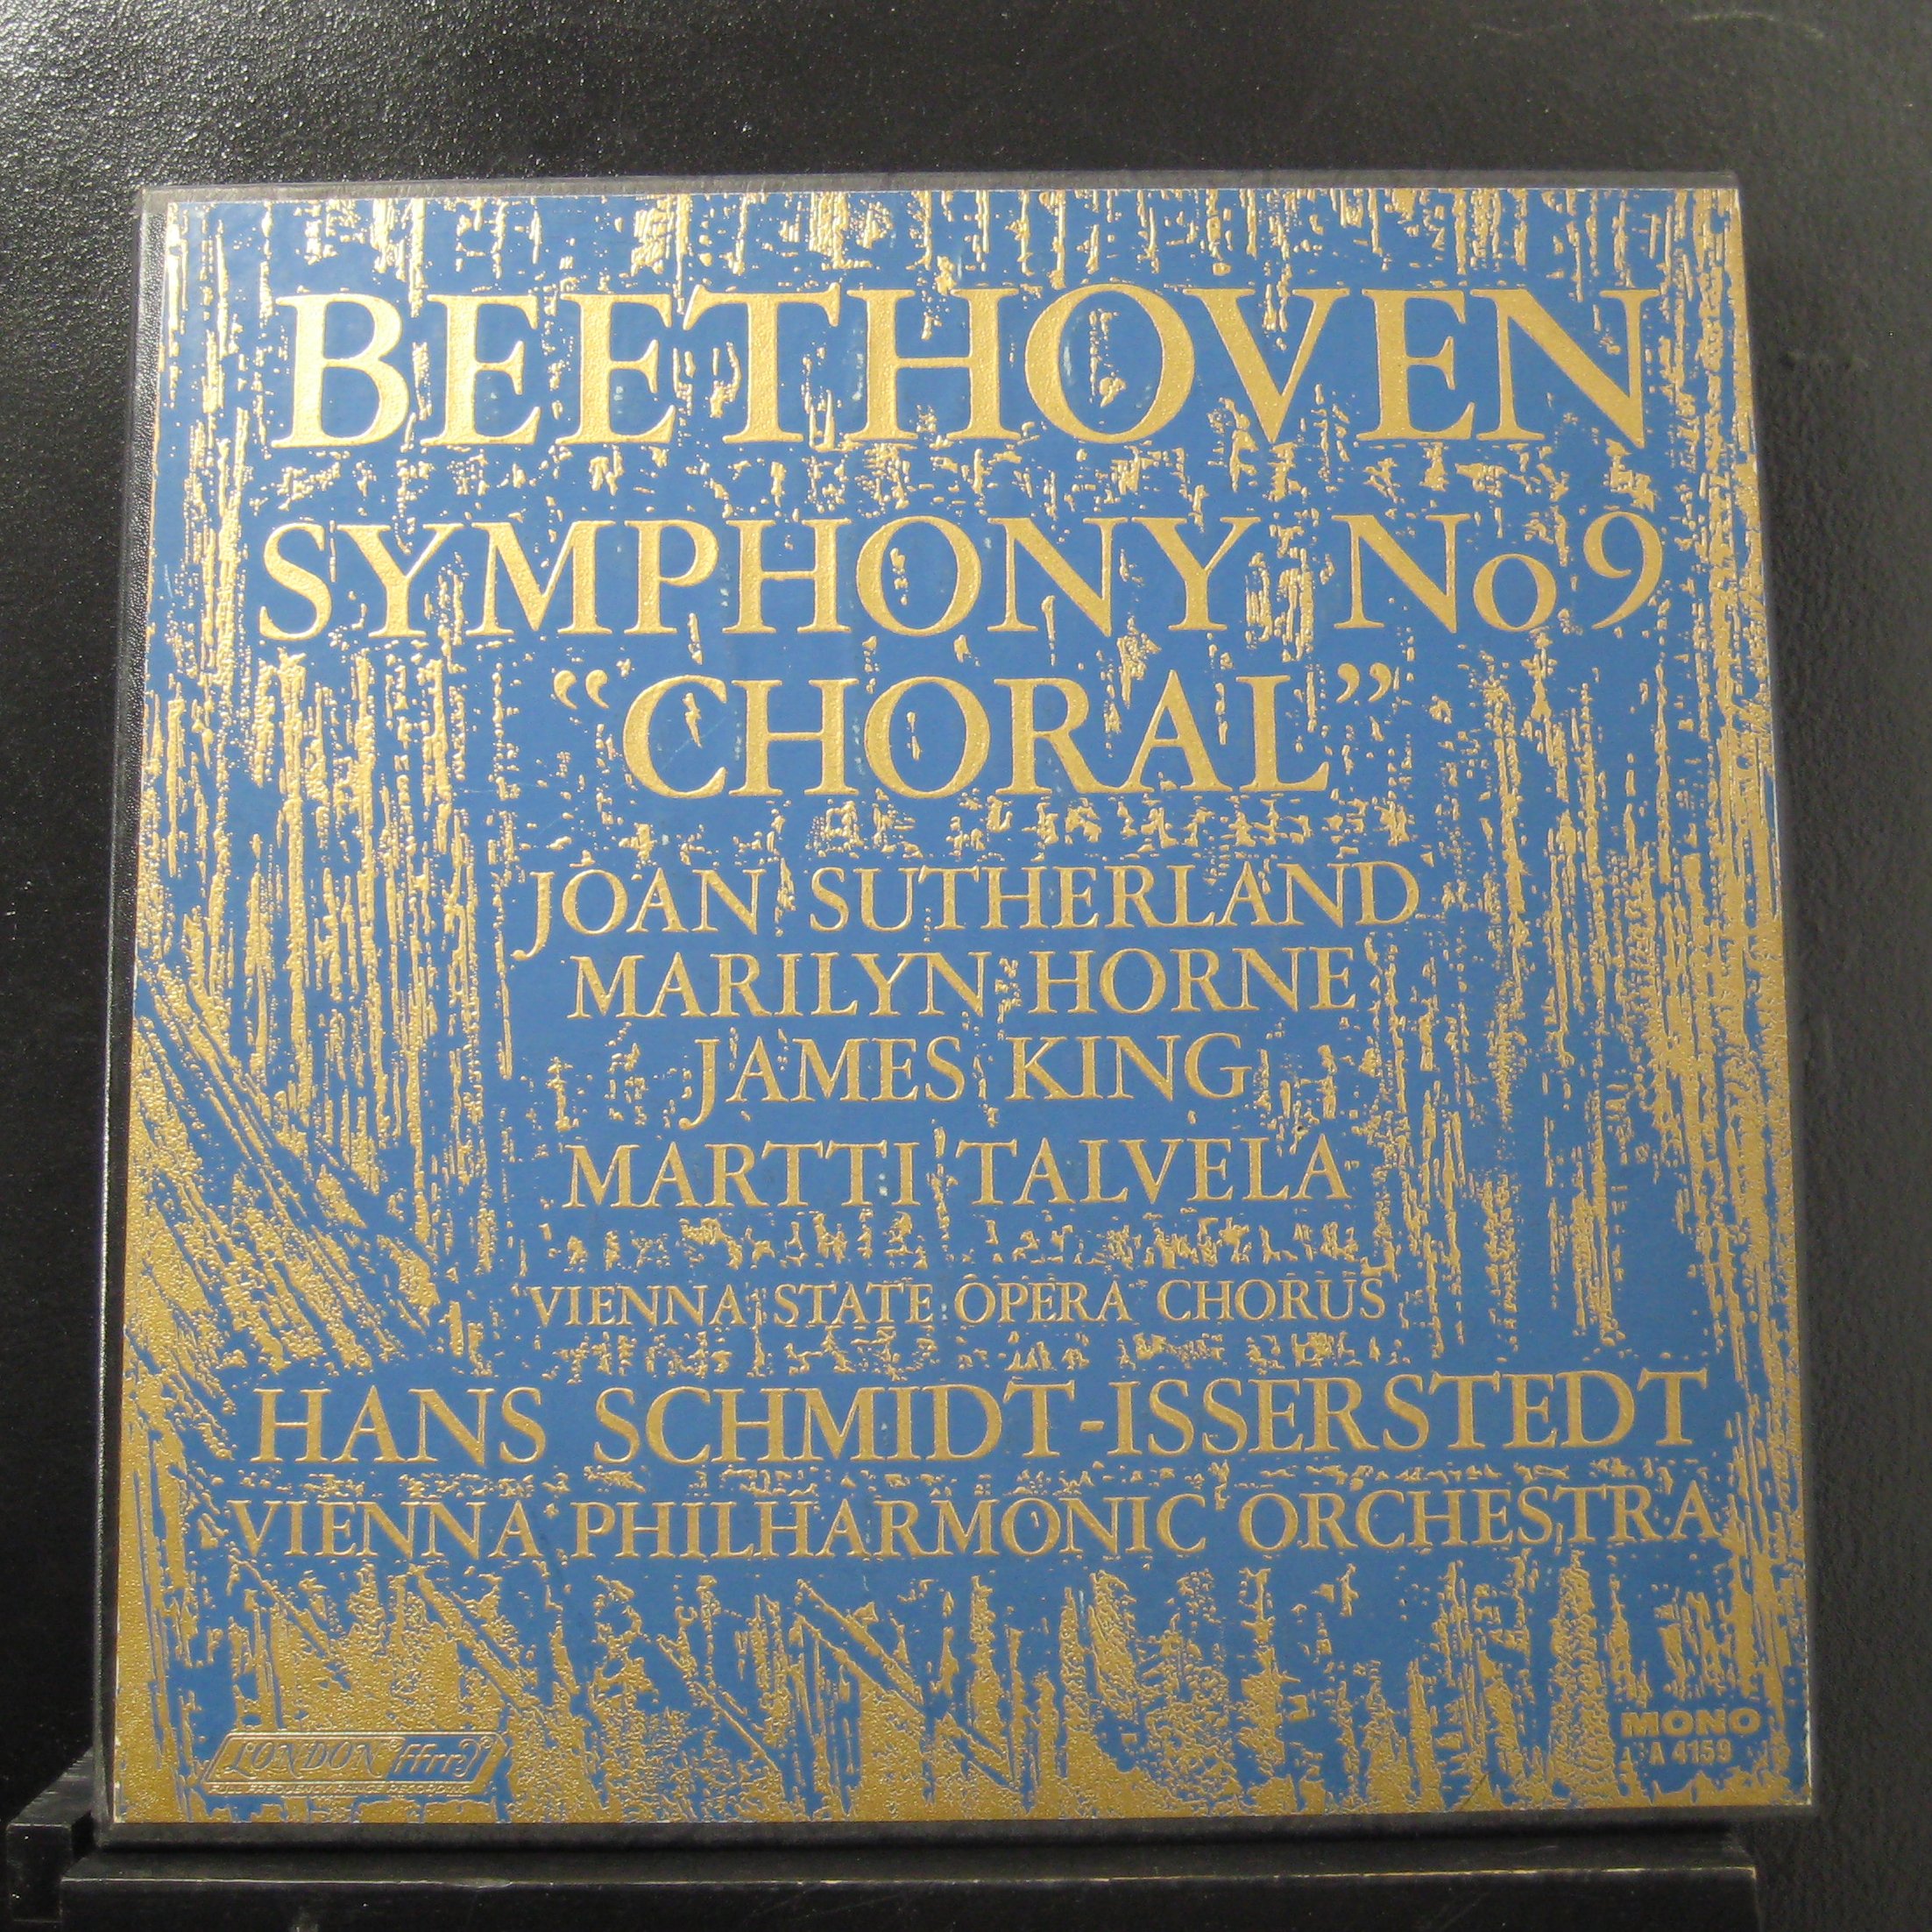 BEETHOVEN
SYMPHONY No 9
“CHORAL”
JOAN SUTHERLAND
MARILYN HORNE
JAMES KING
MARTTI TALVELA
VIENNA STATE OPERA CHORUS
HANS SCHMIDT-ISSERSTEDT
VIENNA PHILHARMONIC ORCHESTRA
LONDON ffrr
MONO
A 4159